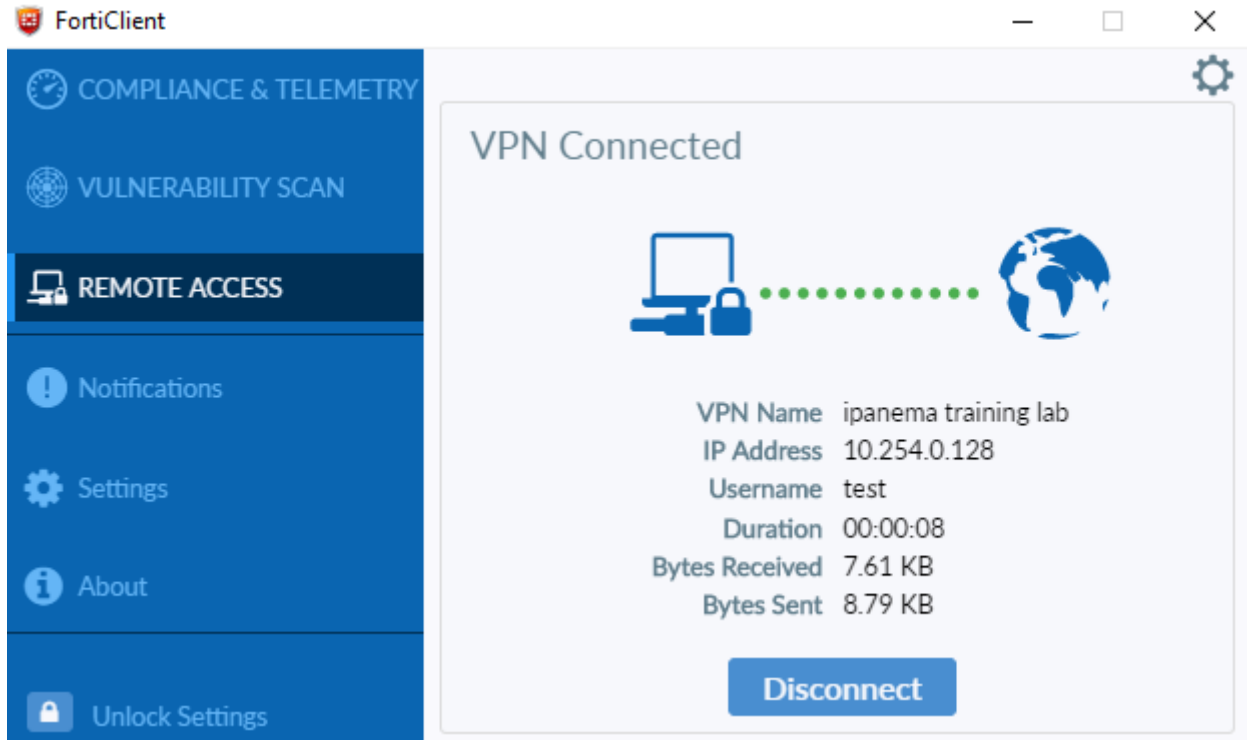 FortiClient
COMPLIANCE & TELEMETRY
VULNERABILITY SCAN
REMOTE ACCESS
Notifications
Settings
About
Unlock Settings
VPN Connected
VPN Name ipanema training lab
IP Address 10.254.0.128
Username test
Duration 00:00:08
Bytes Received 7.61 KB
Bytes Sent 8.79 KB
Disconnect